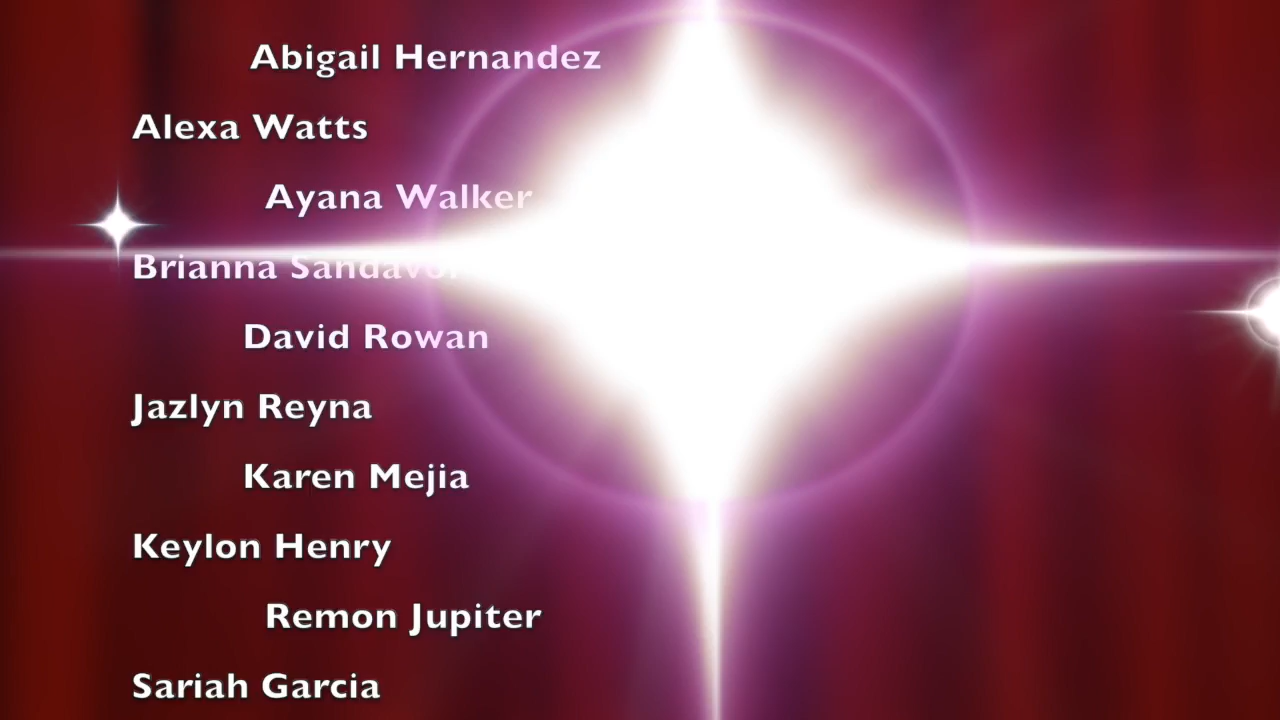 Abigail Hernandez
Alexa Watts
Ayana Walker
Brianna
David Rowan
Jazlyn Reyna
Karen Mejia
Keylon Henry
Remon Jupiter
Sariah Garcia